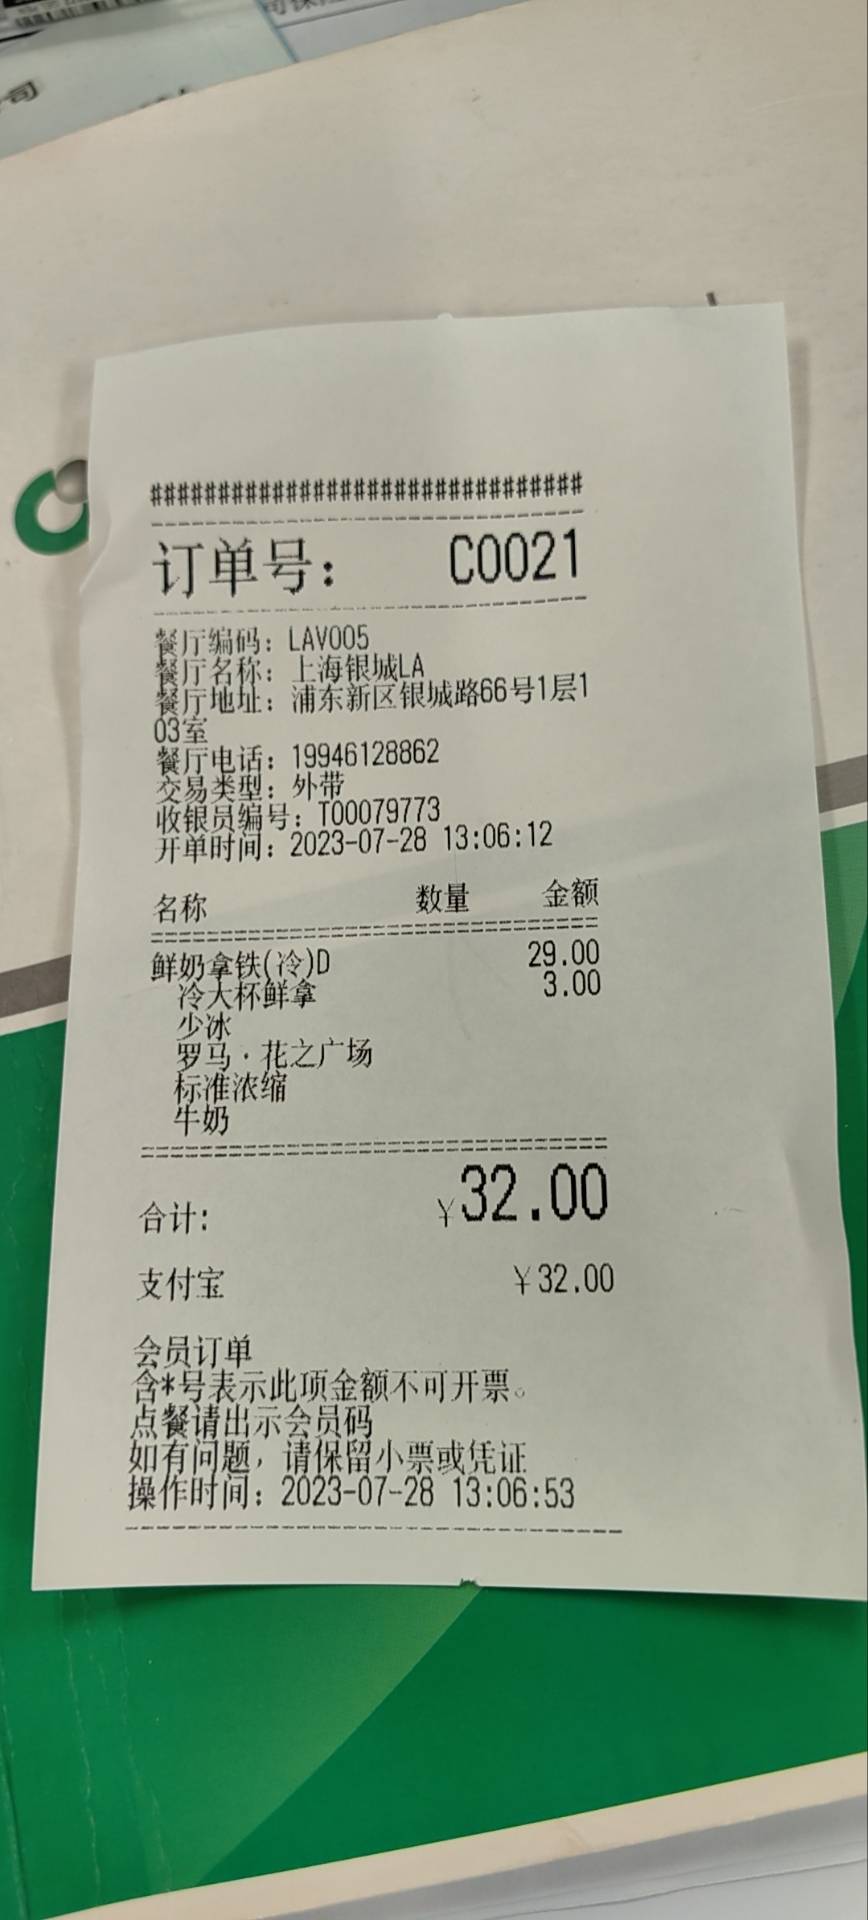 ################################
订单号: C0021
餐厅编码: LAV005
餐厅名称: 上海银城LA
餐厅地址: 浦东新区银城路66号1层1
03室
餐厅电话: 19946128862
交易类型: 外带
收银员编号: T00079773
开单时间: 2023-07-28 13:06:12
名称 数量 金额
鲜奶拿铁(冷)D 29.00
冷大杯鲜拿 3.00
少冰
罗马·花之广场
标准浓缩
牛奶
合计: ¥32.00
支付宝 ¥32.00
会员订单
含*号表示此项金额不可开票。
点餐请出示会员码
如有问题，请保留小票或凭证
操作时间: 2023-07-28 13:06:53